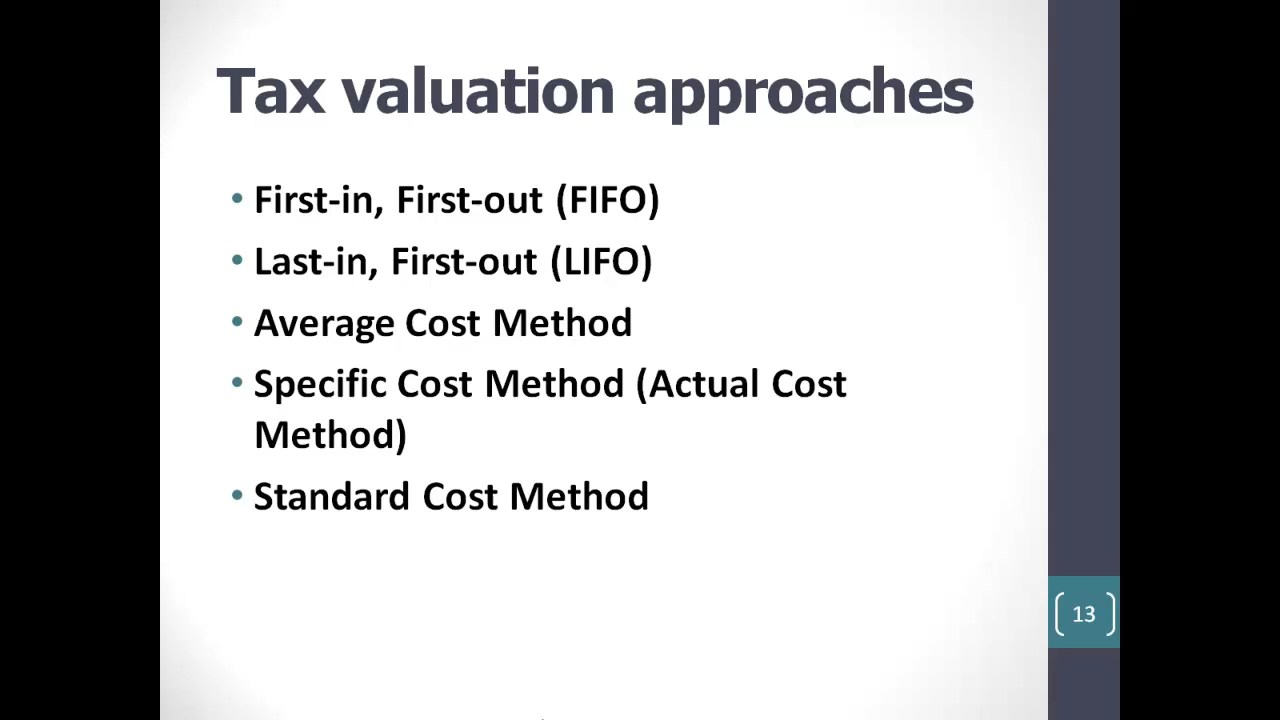 Tax valuation approaches
• First-in, First-out (FIFO)
• Last-in, First-out (LIFO)
• Average Cost Method
• Specific Cost Method (Actual Cost
Method)
• Standard Cost Method
13